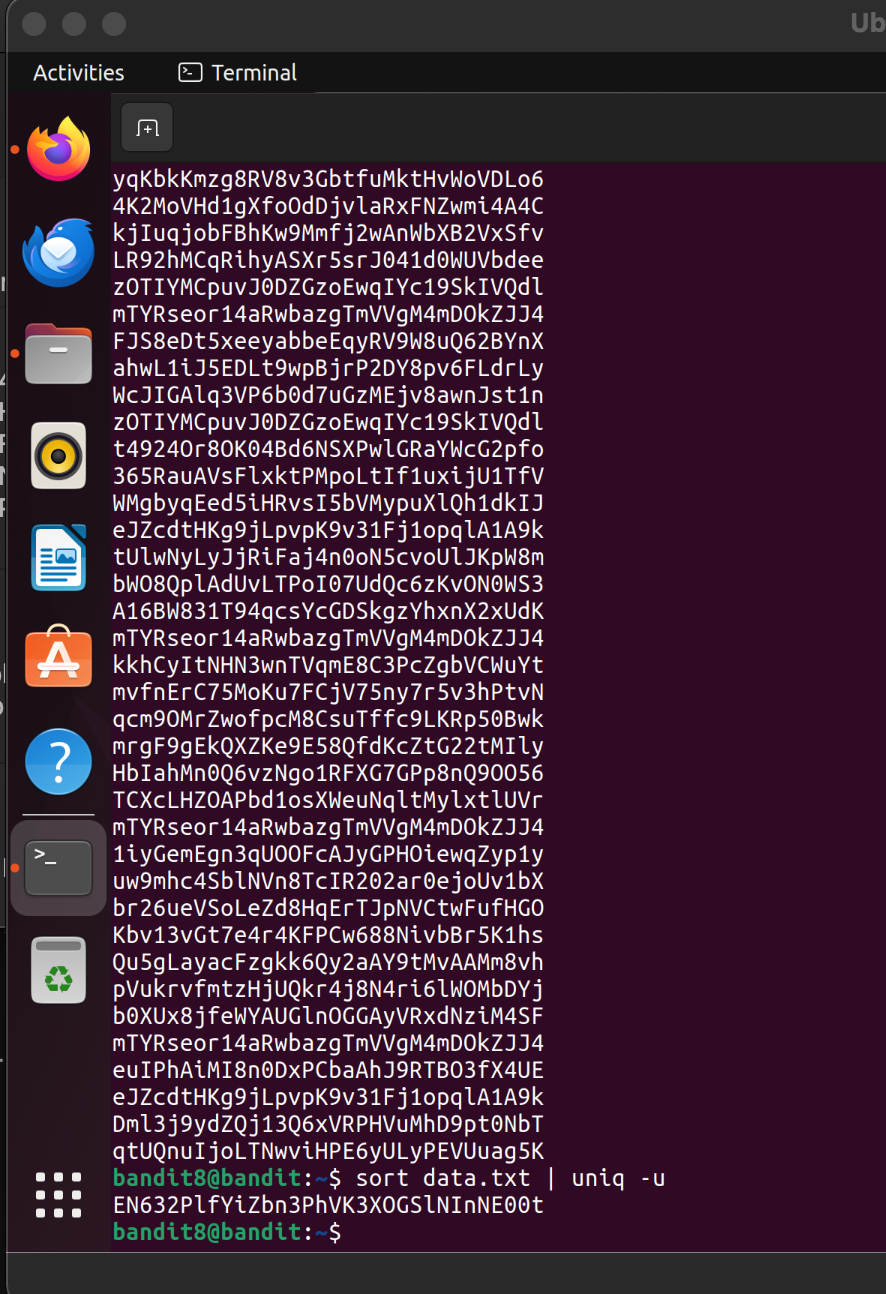 Ub
Activities
Terminal
yqKbkKmzg8RV8v3GbtfuMktHvWoVDLo6
4K2MoVHd1gXfoOdDjvlaRxFNZwmi4A4C
kjIuqjobFBhKw9Mmfj2wAnWbXB2VxSfv
LR92hMCqRihyASXr5srJ041d0WUVbdee
zOTIYMCpuvJ0DZGzoEwqIYc19SkIVQdl
mTYRseor14aRwbazgTmVVgM4mDOkZJJ4
FJS8eDt5xeeyabbeEqyRV9W8uQ62BYnX
ahwL1iJ5EDLt9wpBjrP2DY8pv6FLdrLy
WcJIGAlq3VP6b0d7uGzMEjv8awnJst1n
zOTIYMCpuvJ0DZGzoEwqIYc19SkIVQdl
t4924Or8OK04Bd6NSXPwlGRaYWcG2pfo
365RauAVsFlxktPMpoLtIf1uxijU1TfV
WMgbyqEed5iHRvsI5bVMypuXlQh1dkIJ
eJZcdtHKg9jLpvpK9v31Fj1opqlA1A9k
tUlwNyLyJjRiFaj4n0oN5cvoUlJKpW8m
bWO8QplAdUvLTPoI07UdQc6zKvON0WS3
A16BW831T94qcsYcGDSkgzYhxnX2xUdK
mTYRseor14aRwbazgTmVVgM4mDOkZJJ4
kkhCyItNHN3wnTVqmE8C3PcZgbVCWuYt
mvfnErC75MoKu7FCjV75ny7r5v3hPtvN
qcm9OMrZwofpcM8CsuTffc9LKRp50Bwk
mrgF9gEkQXZKe9E58QfdKcZtG22tMIly
HbIahMn0Q6vzNgo1RFXG7GPp8nQ9OO56
TCXcLHZOAPbd1osXWeuNqltMylxtlUVr
mTYRseor14aRwbazgTmVVgM4mDOkZJJ4
1iyGemEgn3qUOOFcAJyGPHOiewqZyp1y
uw9mhc4SblNVn8TcIR202ar0ejoUv1bX
br26ueVSoLeZd8HqErTJpNVCtwFufHGO
Kbv13vGt7e4r4KFPCw688NivbBr5K1hs
Qu5gLayacFzgkk6Qy2aAY9tMvAAMm8vh
pVukrvfmtzHjUQkr4j8N4ri6lWOMbDYj
b0XUx8jfeWYAUGlnOGGAyVRxdNziM4SF
mTYRseor14aRwbazgTmVVgM4mDOkZJJ4
euIPhAiMI8n0DxPCbaAhJ9RTBO3fX4UE
eJZcdtHKg9jLpvpK9v31Fj1opqlA1A9k
Dml3j9ydZQj13Q6xVRPHVuMhD9pt0NbT
qtUQnuIjoLTNwviHPE6yULyPEVUuag5K
bandit8@bandit:~$ sort data.txt | uniq -u
EN632PlfYiZbn3PhVK3XOGSlNInNE00t
bandit8@bandit:~$